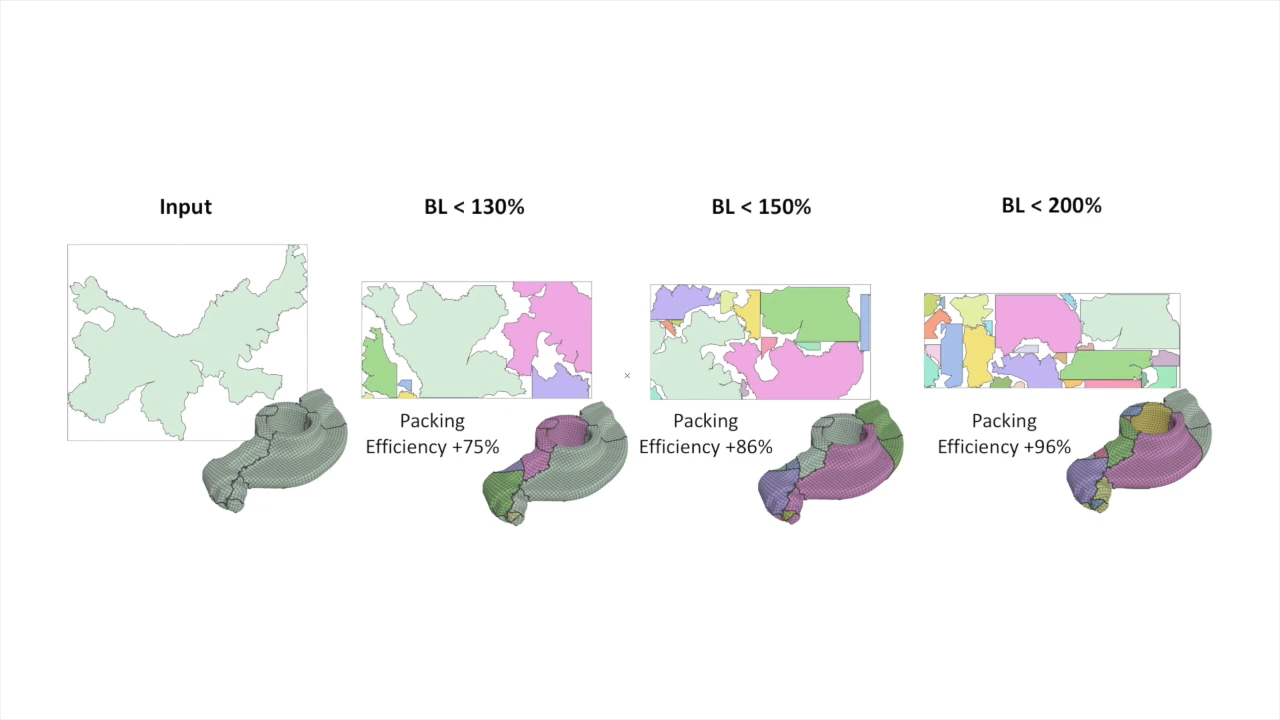 Input
BL < 130%
BL < 150%
BL < 200%
Packing
Efficiency +75%
Packing
Efficiency +86%
Packing
Efficiency +96%